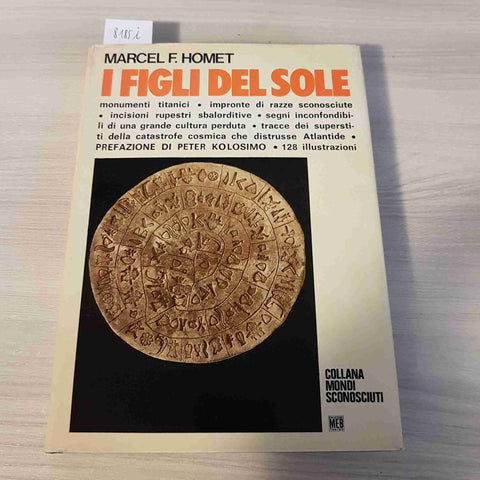 8185 i
MARCEL F. HOMET
I FIGLI DEL SOLE
monumenti titanici • impronte di razze sconosciute
• incisioni rupestri sbalorditive • segni inconfondibi-
li di una grande cultura perduta • tracce dei supersti-
ti della catastrofe cosmica che distrusse Atlantide •
PREFAZIONE DI PETER KOLOSIMO • 128 illustrazioni
COLLANA
MONDI
SCONOSCIUTI
MEB